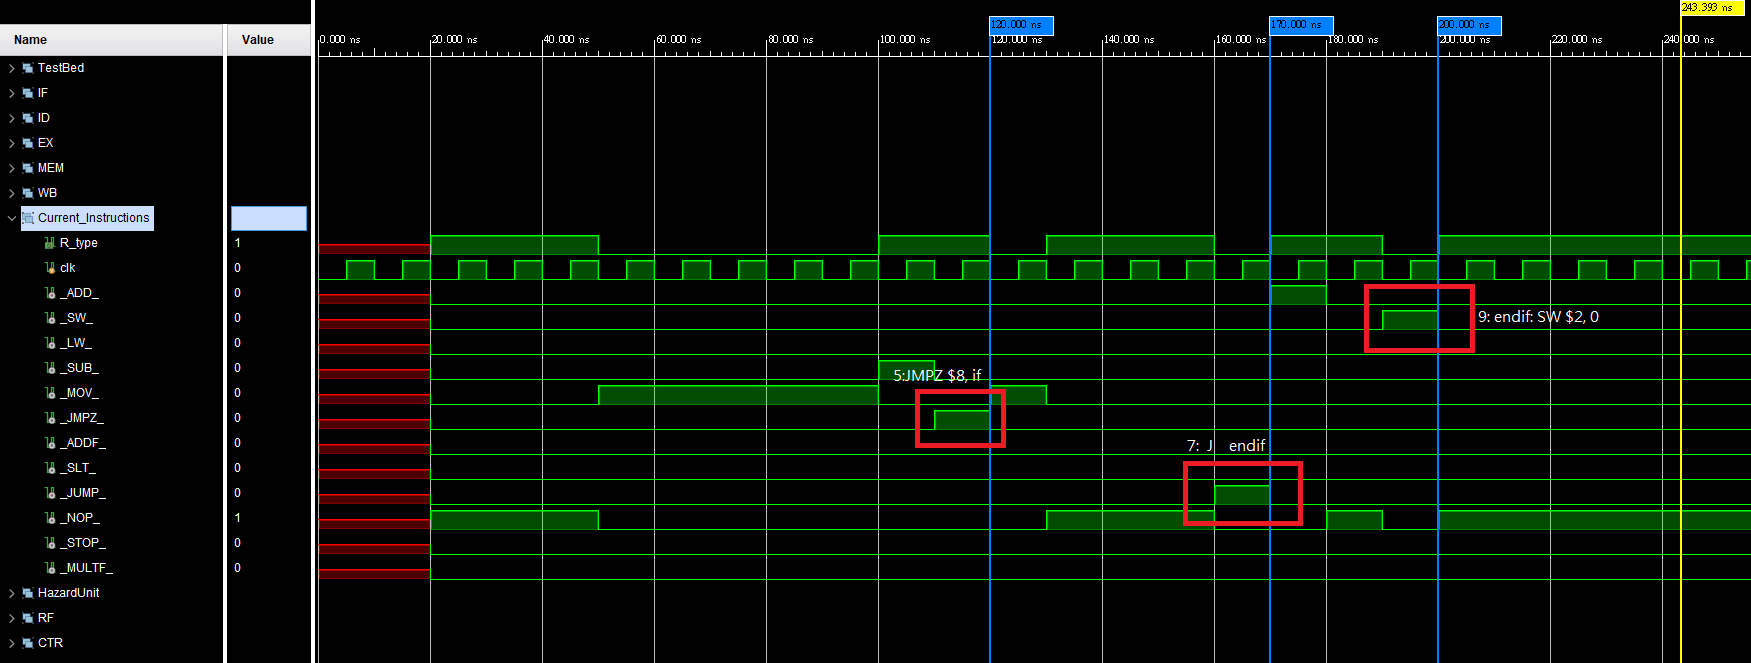 243.393 ns
120.000 ns
170.000 ns
200.000 ns
Name
Value
0.000 ns
20.000 ns
40.000 ns
60.000 ns
80.000 ns
100.000 ns
120.000 ns
140.000 ns
160.000 ns
180.000 ns
200.000 ns
220.000 ns
240.000 ns
TestBed
IF
ID
EX
MEM
WB
Current_Instructions
R_type 1
clk 0
_ADD_ 0
_SW_ 0
9: endif: SW $2, 0
_LW_ 0
_SUB_ 0
5:JMPZ $8, if
_MOV_ 0
_JMPZ_ 0
_ADDF_ 0
7: J endif
_SLT_ 0
_JUMP_ 0
_NOP_ 1
_STOP_ 0
_MULTF_ 0
HazardUnit
RF
CTR